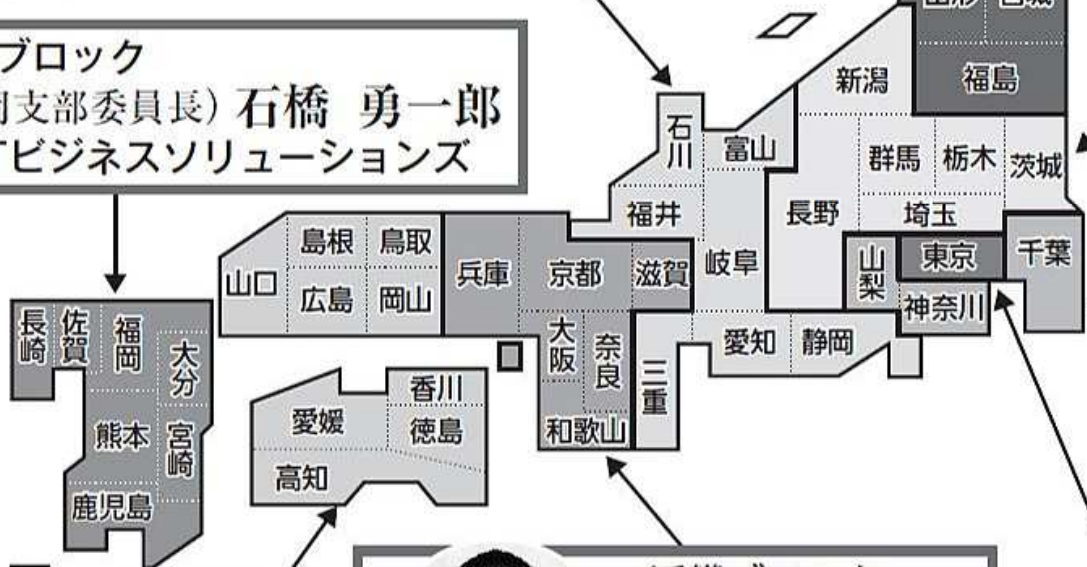 ブロック
支部委員長) 石橋 勇一郎
ビジネスソリューションズ
宮城
福島
新潟
石川
富山
群馬
栃木
茨城
福井
長野
埼玉
島根
鳥取
兵庫
京都
滋賀
岐阜
山梨
東京
千葉
山口
広島
岡山
神奈川
長崎
佐賀
福岡
大分
大阪
奈良
三重
愛知
静岡
香川
愛媛
徳島
熊本
宮崎
和歌山
高知
鹿児島